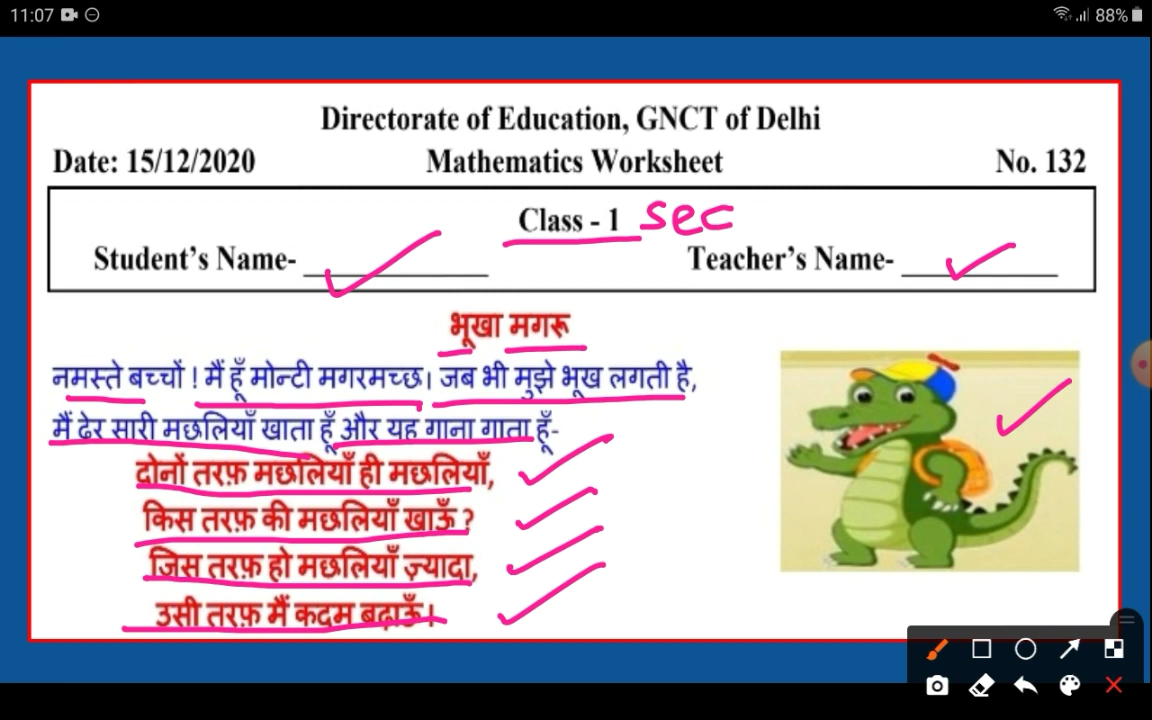 11:07 88%
Directorate of Education, GNCT of Delhi
Date: 15/12/2020 Mathematics Worksheet No. 132
Class - 1 sec
Student's Name- ____________ Teacher's Name- ____________
भूखा मगरू
नमस्ते बच्चों ! मैं हूँ मोन्टी मगरमच्छ। जब भी मुझे भूख लगती है,
मैं ढेर सारी मछलियाँ खाता हूँ और यह गाना गाता हूँ-
दोनों तरफ़ मछलियाँ ही मछलियाँ,
किस तरफ़ की मछलियाँ खाऊँ ?
जिस तरफ़ हो मछलियाँ ज़्यादा,
उसी तरफ़ मैं कदम बढ़ाऊँ ।